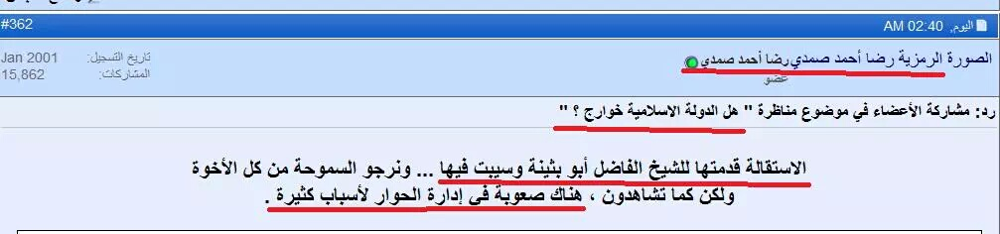 #362
اليوم, 02:40 AM
الصورة الرمزية رضا أحمد صمدي رضا أحمد صمدي
عضو
تاريخ التسجيل: Jan 2001
المشاركات: 15,862
رد: مشاركة الأعضاء في موضوع مناظرة " هل الدولة الاسلامية خوارج ؟ "
الاستقالة قدمتها للشيخ الفاضل أبو بثينة وسيبت فيها ... ونرجو السموحة من كل الأخوة
ولكن كما تشاهدون ، هناك صعوبة في إدارة الحوار لأسباب كثيرة .